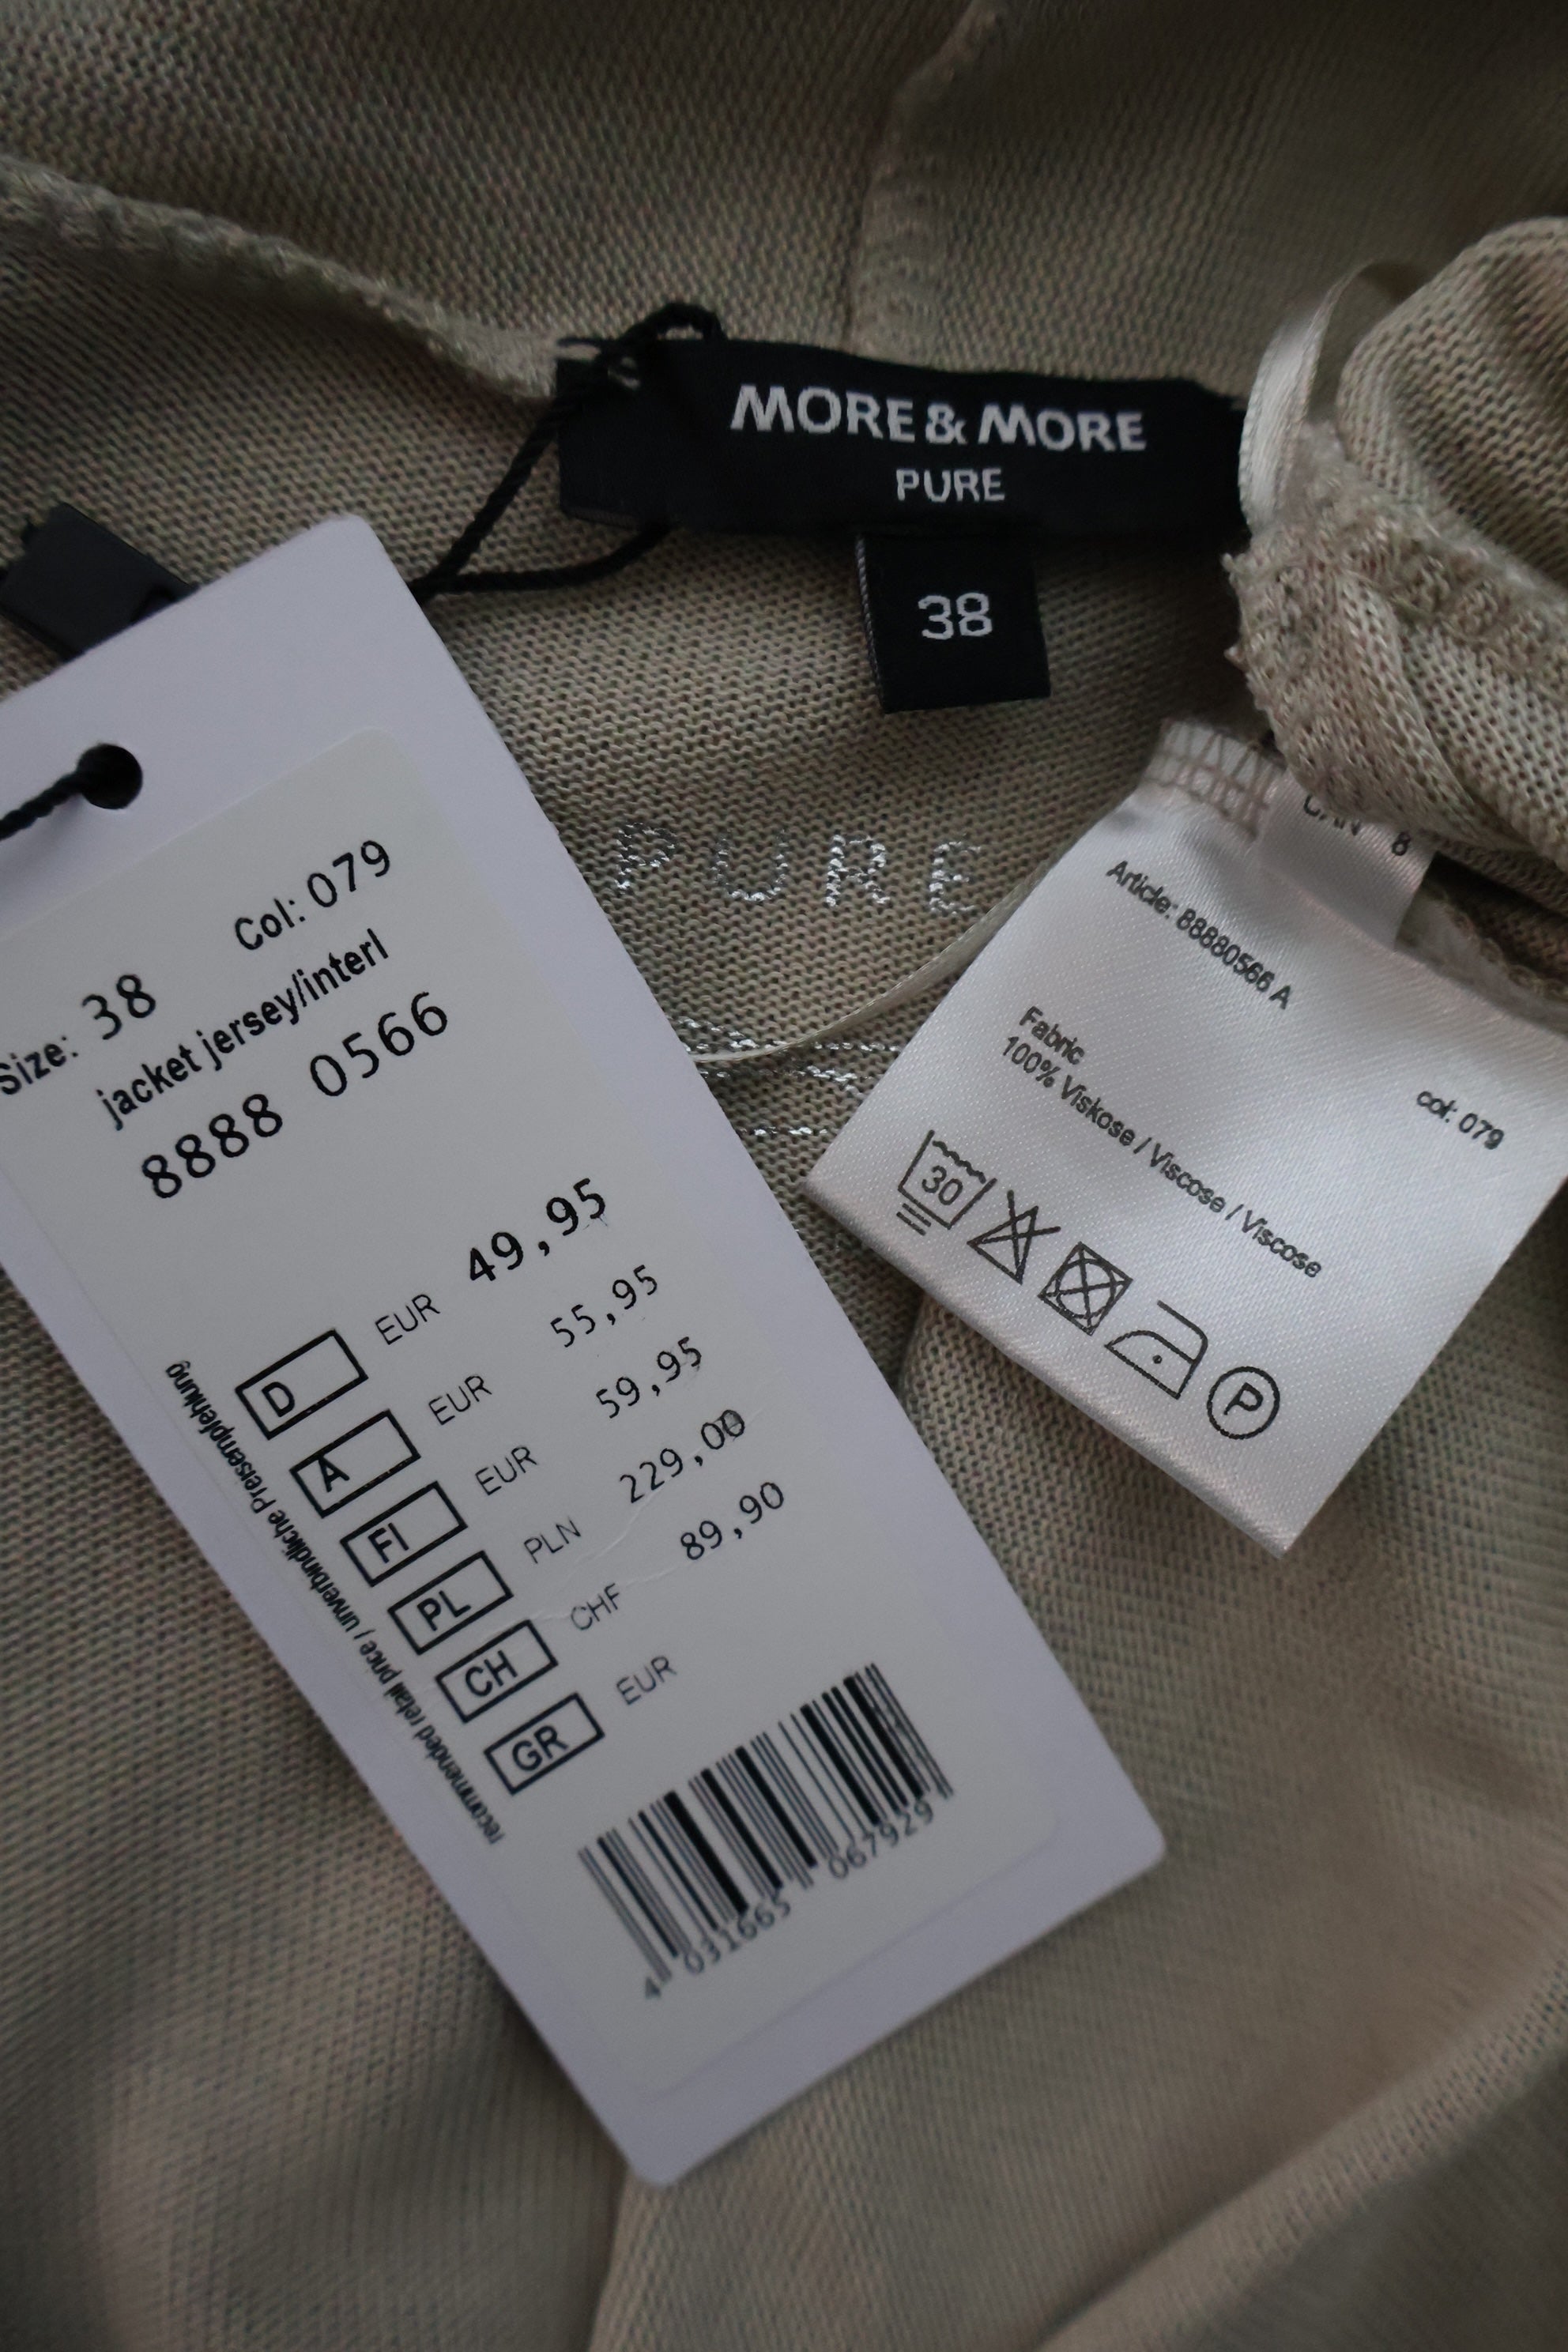 MORE & MORE
PURE
38
PURE
Col: 079
Size: 38
jacket jersey/interl
8888 0566
D EUR 49,95
A EUR 55,95
FI EUR 59,95
PL PLN 229,00
CH CHF 89,90
GR EUR
recommended retail price / unverbindliche Preisempfehlung
4 031665 067929
CAN 8
Article: 88880566 A
Fabric
100% Viskose / Viscose / Viscose
col: 079
30
P